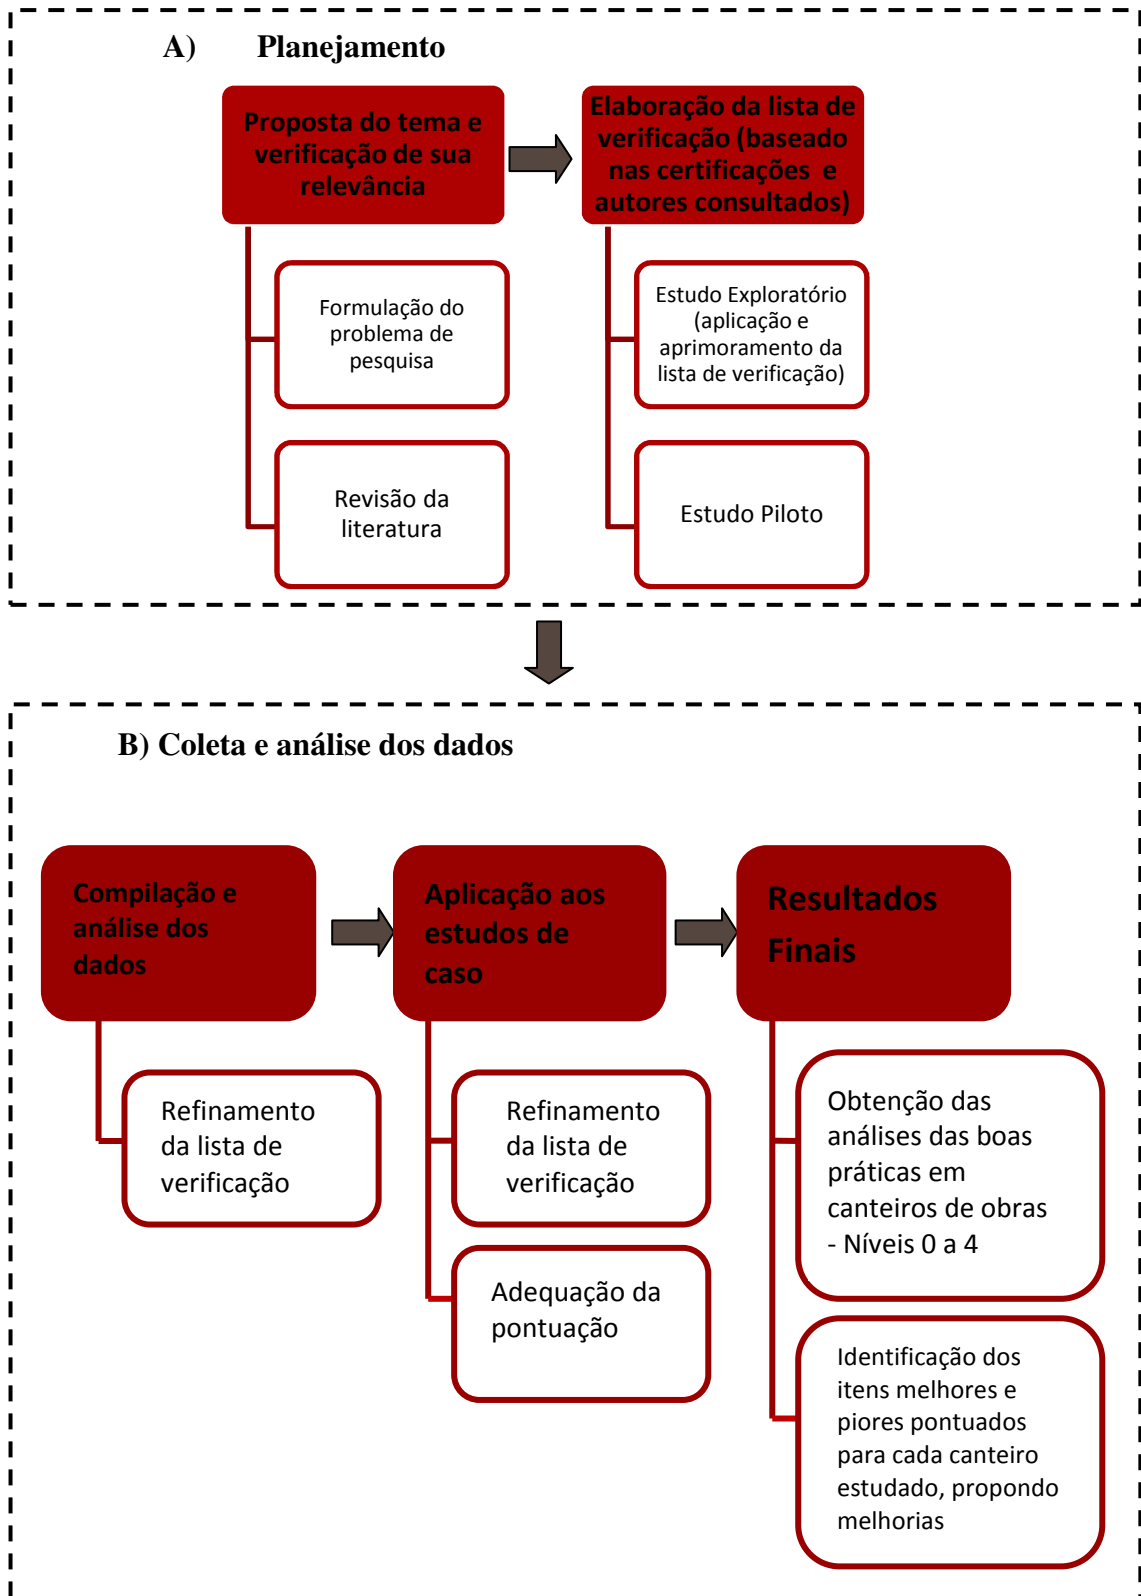 A) Planejamento
Proposta do tema e
verificação de sua
relevância
Elaboração da lista de
verificação (baseado
nas certificações e
autores consultados)
Formulação do
problema de
pesquisa
Estudo Exploratório
(aplicação e
aprimoramento da
lista de verificação)
Revisão da
literatura
Estudo Piloto
B) Coleta e análise dos dados
Compilação e
análise dos
dados
Aplicação aos
estudos de
caso
Resultados
Finais
Refinamento
da lista de
verificação
Refinamento
da lista de
verificação
Adequação da
pontuação
Obtenção das
análises das boas
práticas em
canteiros de obras
- Níveis 0 a 4
Identificação dos
itens melhores e
piores pontuados
para cada canteiro
estudado, propondo
melhorias